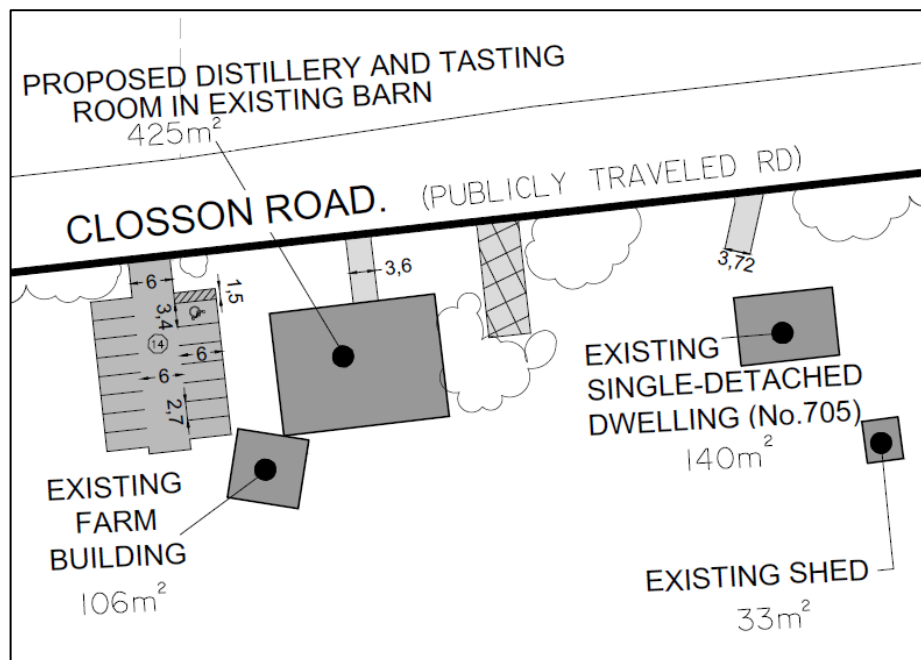 PROPOSED DISTILLERY AND TASTING
ROOM IN EXISTING BARN
425m²
CLOSSON ROAD. (PUBLICLY TRAVELED RD)
6
1,5
3,4
14
6
6
2,7
3,6
3,72
EXISTING
SINGLE-DETACHED
DWELLING (No.705)
140m²
EXISTING
FARM
BUILDING
106m²
EXISTING SHED
33m²